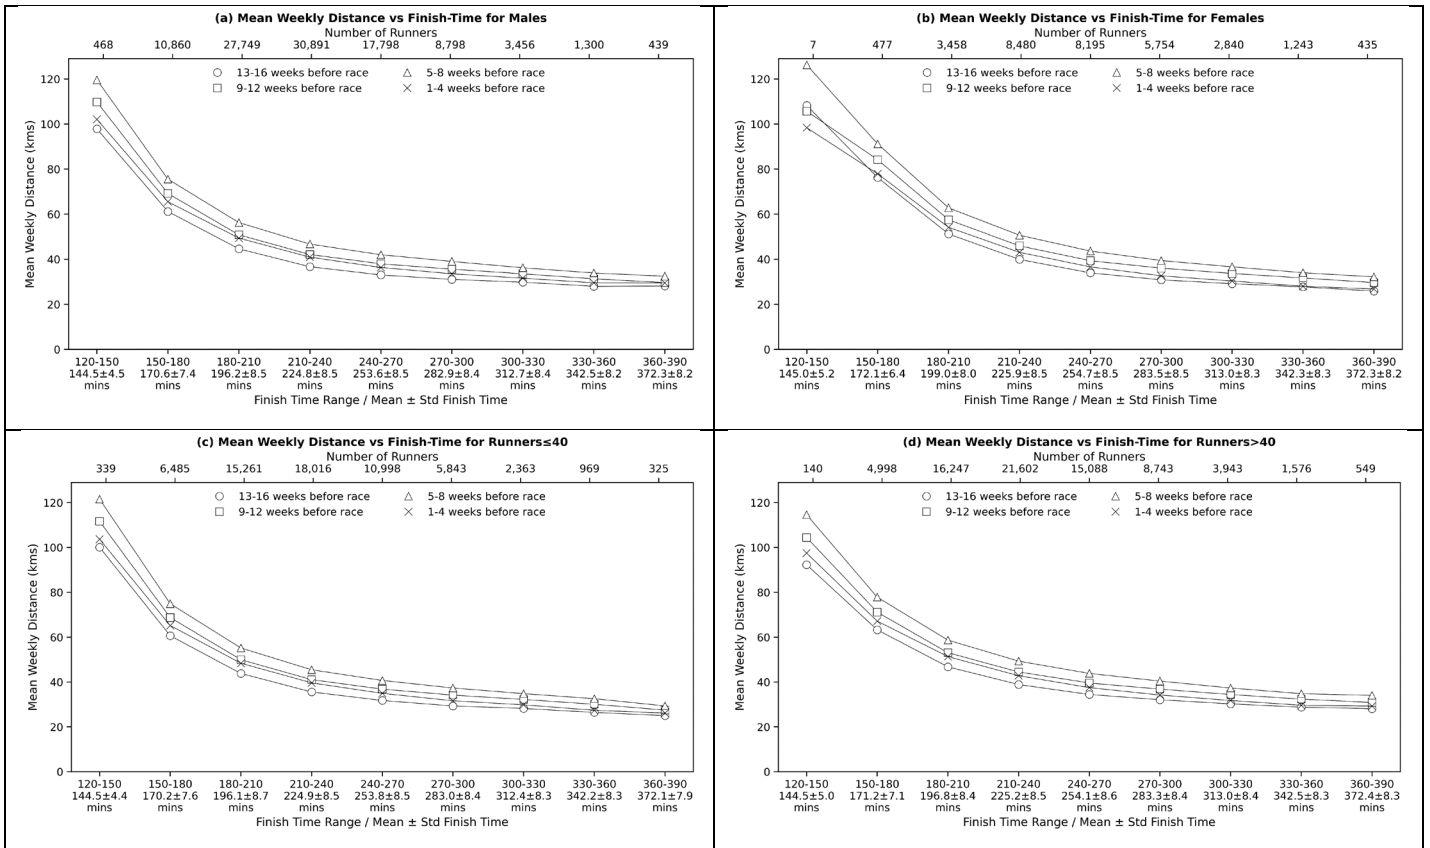 (a) Mean Weekly Distance vs Finish-Time for Males
Number of Runners
468 10,860 27,749 30,891 17,798 8,798 3,456 1,300 439
13-16 weeks before race 5-8 weeks before race
9-12 weeks before race 1-4 weeks before race
Mean Weekly Distance (kms)
120
100
80
60
40
20
0
120-150 150-180 180-210 210-240 240-270 270-300 300-330 330-360 360-390
144.5±4.5 170.6±7.4 196.2±8.5 224.8±8.5 253.6±8.5 282.9±8.4 312.7±8.4 342.5±8.2 372.3±8.2
mins mins mins mins mins mins mins mins mins
Finish Time Range / Mean ± Std Finish Time
(b) Mean Weekly Distance vs Finish-Time for Females
Number of Runners
7 477 3,458 8,480 8,195 5,754 2,840 1,243 435
13-16 weeks before race 5-8 weeks before race
9-12 weeks before race 1-4 weeks before race
Mean Weekly Distance (kms)
120
100
80
60
40
20
0
120-150 150-180 180-210 210-240 240-270 270-300 300-330 330-360 360-390
145.0±5.2 172.1±6.4 199.0±8.0 225.9±8.5 254.7±8.5 283.5±8.5 313.0±8.3 342.3±8.3 372.3±8.2
mins mins mins mins mins mins mins mins mins
Finish Time Range / Mean ± Std Finish Time
(c) Mean Weekly Distance vs Finish-Time for Runners≤40
Number of Runners
339 6,485 15,261 18,016 10,998 5,843 2,363 969 325
13-16 weeks before race 5-8 weeks before race
9-12 weeks before race 1-4 weeks before race
Mean Weekly Distance (kms)
120
100
80
60
40
20
0
120-150 150-180 180-210 210-240 240-270 270-300 300-330 330-360 360-390
144.5±4.4 170.2±7.6 196.1±8.7 224.9±8.5 253.8±8.5 283.0±8.4 312.4±8.3 342.2±8.3 372.1±7.9
mins mins mins mins mins mins mins mins mins
Finish Time Range / Mean ± Std Finish Time
(d) Mean Weekly Distance vs Finish-Time for Runners>40
Number of Runners
140 4,998 16,247 21,602 15,088 8,743 3,943 1,576 549
13-16 weeks before race 5-8 weeks before race
9-12 weeks before race 1-4 weeks before race
Mean Weekly Distance (kms)
120
100
80
60
40
20
0
120-150 150-180 180-210 210-240 240-270 270-300 300-330 330-360 360-390
144.5±5.0 171.2±7.1 196.8±8.4 225.2±8.5 254.1±8.6 283.3±8.4 313.0±8.4 342.5±8.3 372.4±8.3
mins mins mins mins mins mins mins mins mins
Finish Time Range / Mean ± Std Finish Time